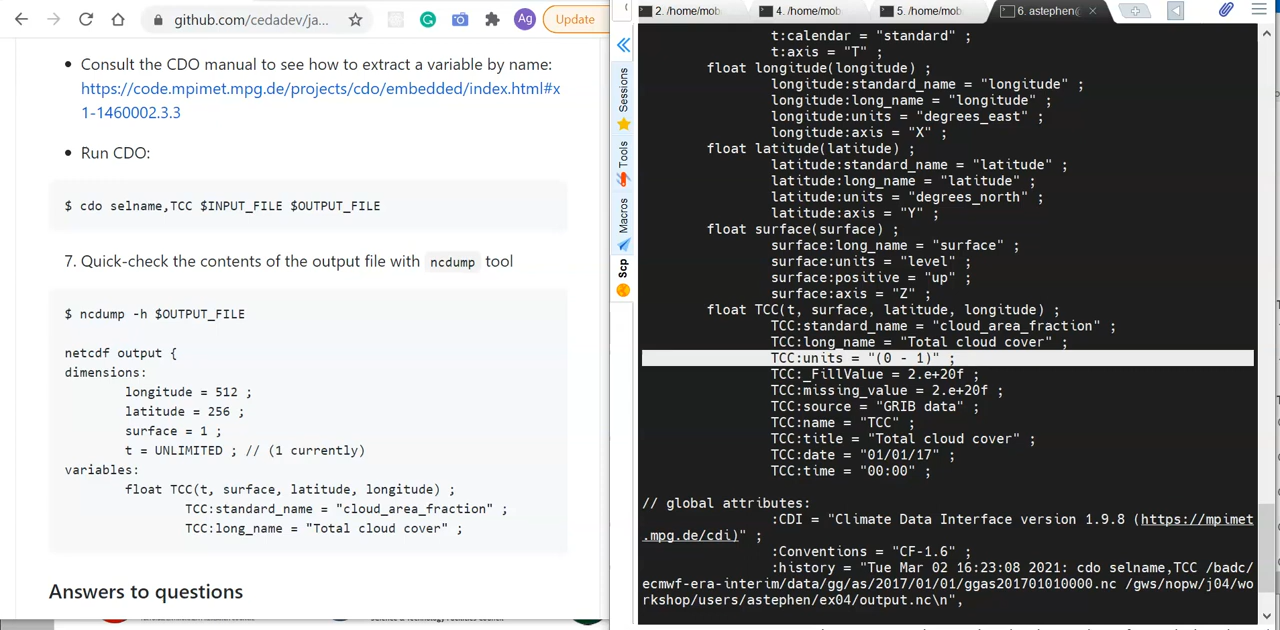 github.com/cedadev/ja...
Ag
Update
2. /home/mob
4. /home/mob
5. /home/mob
6. astephen@
Consult the CDO manual to see how to extract a variable by name:
https://code.mpimet.mpg.de/projects/cdo/embedded/index.html#x
1-1460002.3.3
Run CDO:
$ cdo selname,TCC $INPUT_FILE $OUTPUT_FILE
7. Quick-check the contents of the output file with ncdump tool
$ ncdump -h $OUTPUT_FILE
netcdf output {
dimensions:
longitude = 512 ;
latitude = 256 ;
surface = 1 ;
t = UNLIMITED ; // (1 currently)
variables:
float TCC(t, surface, latitude, longitude) ;
TCC:standard_name = "cloud_area_fraction" ;
TCC:long_name = "Total cloud cover" ;
Answers to questions
Sessions
Tools
Macros
Scp
t:calendar = "standard" ;
t:axis = "T" ;
float longitude(longitude) ;
longitude:standard_name = "longitude" ;
longitude:long_name = "longitude" ;
longitude:units = "degrees_east" ;
longitude:axis = "X" ;
float latitude(latitude) ;
latitude:standard_name = "latitude" ;
latitude:long_name = "latitude" ;
latitude:units = "degrees_north" ;
latitude:axis = "Y" ;
float surface(surface) ;
surface:long_name = "surface" ;
surface:units = "level" ;
surface:positive = "up" ;
surface:axis = "Z" ;
float TCC(t, surface, latitude, longitude) ;
TCC:standard_name = "cloud_area_fraction" ;
TCC:long_name = "Total cloud cover" ;
TCC:units = "(0 - 1)" ;
TCC:_FillValue = 2.e+20f ;
TCC:missing_value = 2.e+20f ;
TCC:source = "GRIB data" ;
TCC:name = "TCC" ;
TCC:title = "Total cloud cover" ;
TCC:date = "01/01/17" ;
TCC:time = "00:00" ;
// global attributes:
:CDI = "Climate Data Interface version 1.9.8 (https://mpimet
.mpg.de/cdi)" ;
:Conventions = "CF-1.6" ;
:history = "Tue Mar 02 16:23:08 2021: cdo selname,TCC /badc/
ecmwf-era-interim/data/gg/as/2017/01/01/ggas201701010000.nc /gws/nopw/j04/wo
rkshop/users/astephen/ex04/output.nc\n",